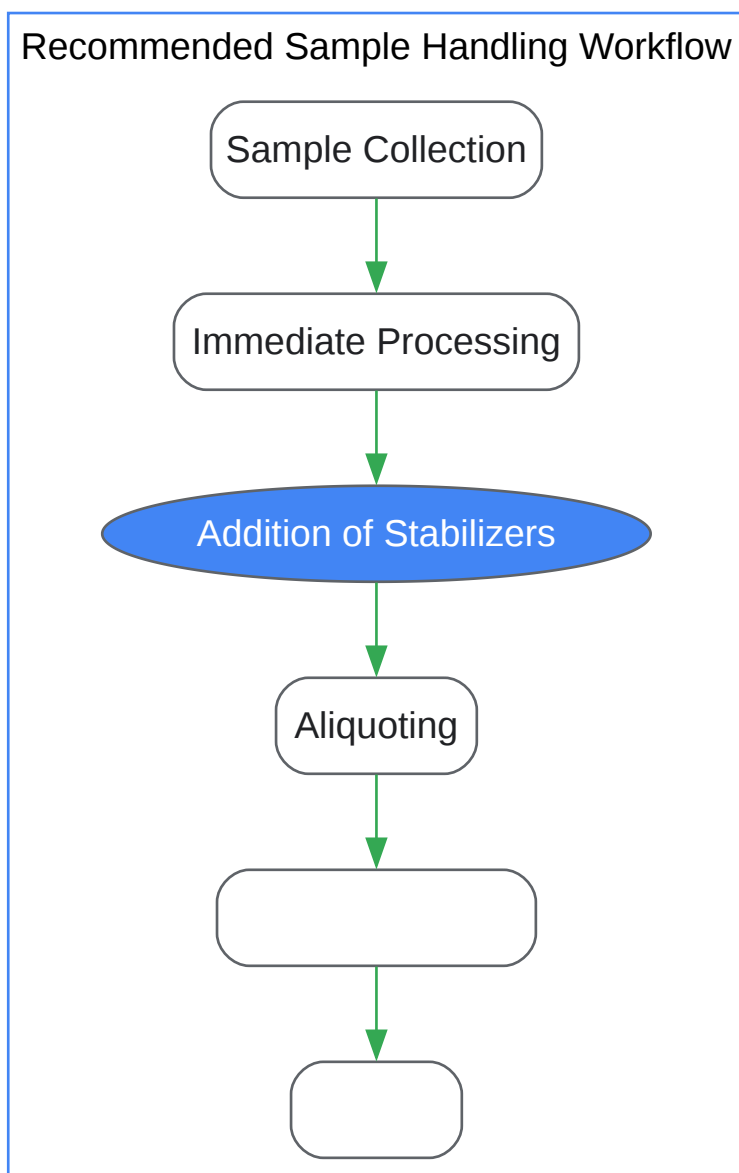 Recommended Sample Handling Workflow
Sample Collection
Immediate Processing
Addition of Stabilizers
Aliquoting